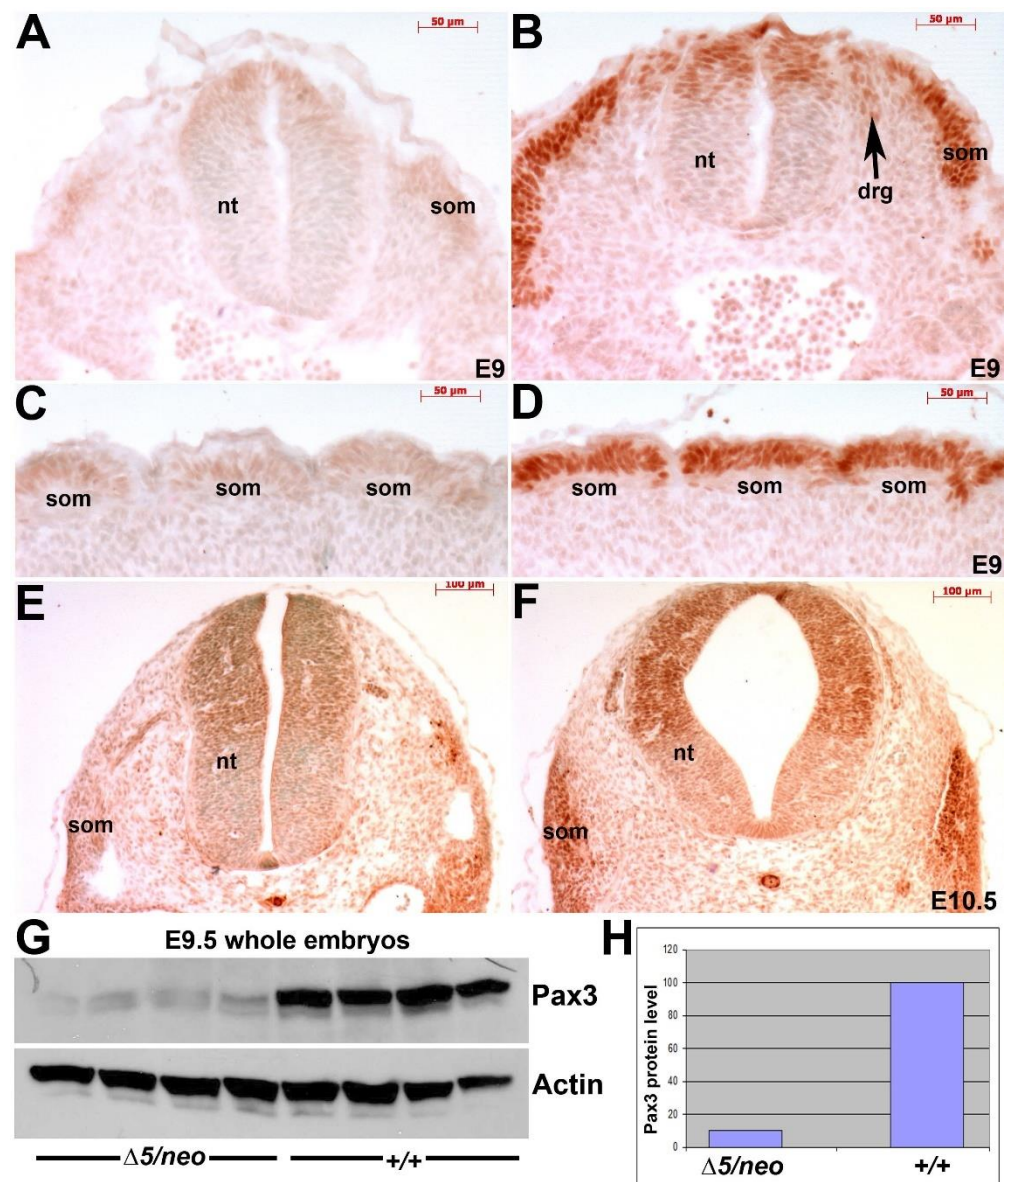 A
50 µm
nt
som
E9
B
50 µm
nt
drg
som
E9
C
50 µm
som
som
som
D
50 µm
som
som
som
E9
E
100 µm
nt
som
F
100 µm
nt
som
E10.5
G
E9.5 whole embryos
Pax3
Actin
Δ5/neo
+/+
H
Pax3 protein level
120
100
80
60
40
20
0
Δ5/neo
+/+